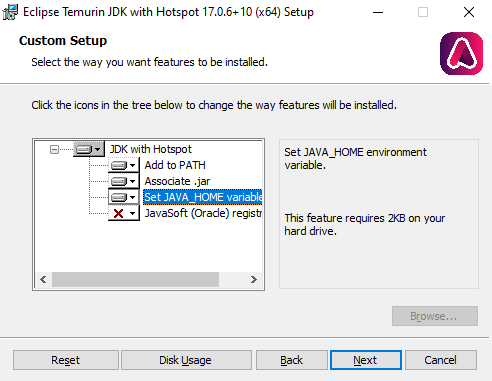 Eclipse Temurin JDK with Hotspot 17.0.6+10 (x64) Setup
Custom Setup
Select the way you want features to be installed.
Click the icons in the tree below to change the way features will be installed.
JDK with Hotspot
Add to PATH
Associate .jar
Set JAVA_HOME variable
JavaSoft (Oracle) registr
Set JAVA_HOME environment
variable.
This feature requires 2KB on your
hard drive.
Browse...
Reset
Disk Usage
Back
Next
Cancel